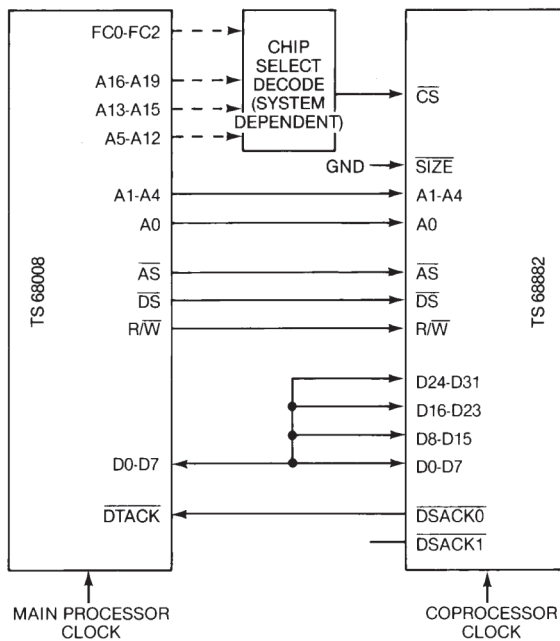 FC0-FC2
A16-A19
A13-A15
A5-A12
CHIP
SELECT
DECODE
(SYSTEM
DEPENDENT)
CS
GND
SIZE
A1-A4
A1-A4
A0
A0
AS
AS
DS
DS
R/W
R/W
TS 68008
TS 68882
D24-D31
D16-D23
D8-D15
D0-D7
D0-D7
DTACK
DSACK0
DSACK1
MAIN PROCESSOR
CLOCK
COPROCESSOR
CLOCK